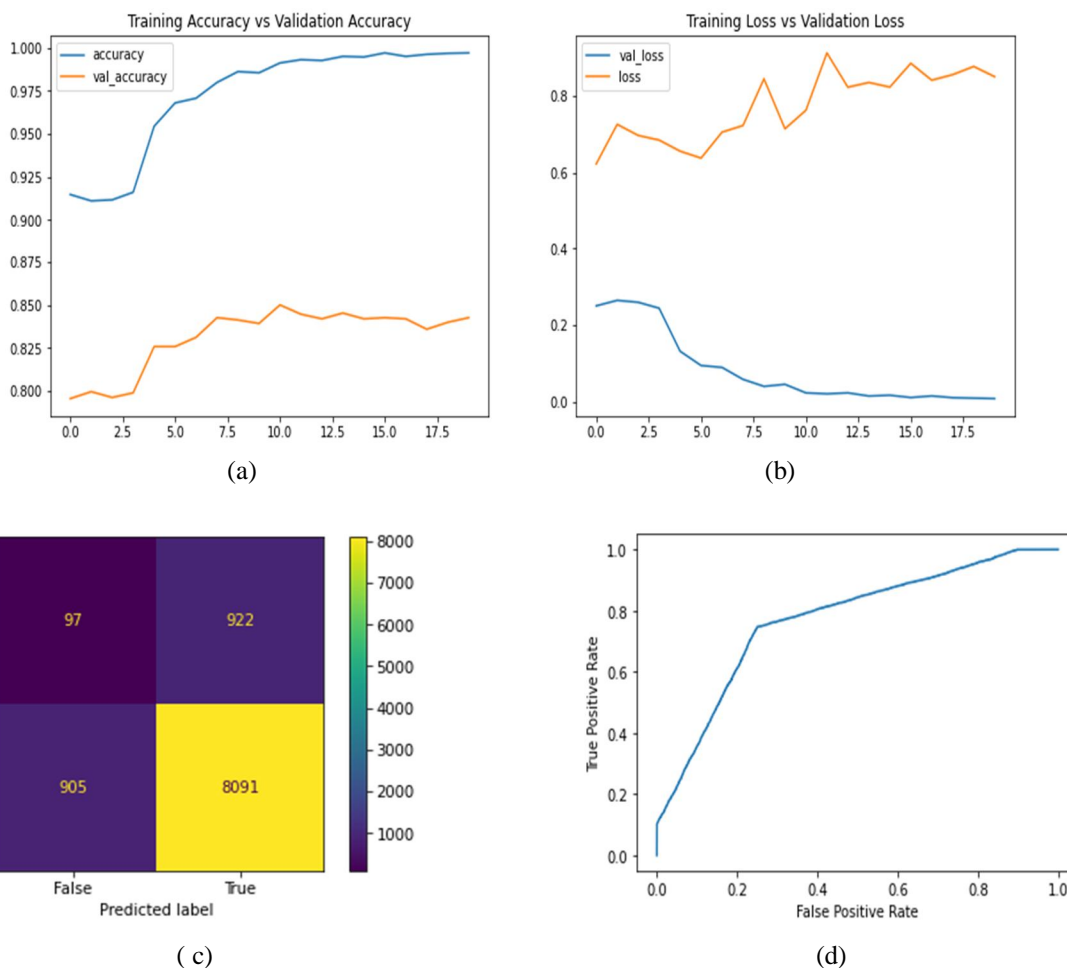 Training Accuracy vs Validation Accuracy
accuracy
val_accuracy
1.000
0.975
0.950
0.925
0.900
0.875
0.850
0.825
0.800
0.0 2.5 5.0 7.5 10.0 12.5 15.0 17.5
(a)
Training Loss vs Validation Loss
val_loss
loss
0.8
0.6
0.4
0.2
0.0
0.0 2.5 5.0 7.5 10.0 12.5 15.0 17.5
(b)
97 922
905 8091
False True
Predicted label
8000
7000
6000
5000
4000
3000
2000
1000
( c)
True Positive Rate
1.0
0.8
0.6
0.4
0.2
0.0
0.0 0.2 0.4 0.6 0.8 1.0
False Positive Rate
(d)